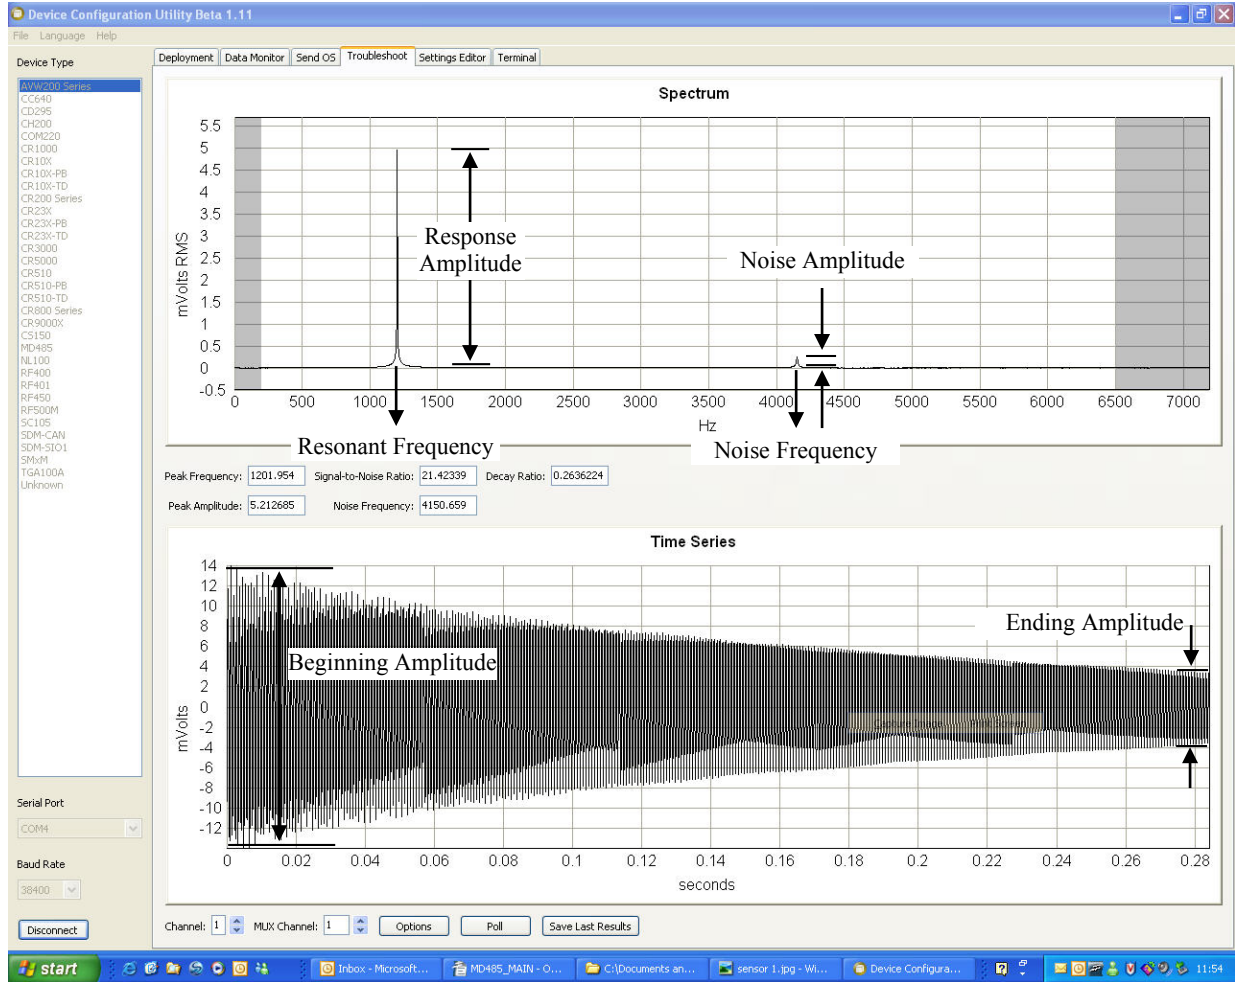 Device Configuration Utility Beta 1.11
File Language Help
Device Type
AVW200 Series
CC640
CD295
CH200
COM220
CR1000
CR10X
CR10X-PB
CR10X-TD
CR200 Series
CR23X
CR23X-PB
CR23X-TD
CR3000
CR5000
CR510
CR510-PB
CR510-TD
CR800 Series
CR9000X
CS150
MD485
NL100
RF400
RF401
RF450
RF500M
SC105
SDM-CAN
SDM-SIO1
SMxM
TGA100A
Unknown
Serial Port
COM4
Baud Rate
38400
Disconnect
Deployment Data Monitor Send OS Troubleshoot Settings Editor Terminal
Spectrum
5.5
5
4.5
4
3.5
3
2.5
2
1.5
1
0.5
0
-0.5
mVolts RMS
Response
Amplitude
Noise Amplitude
0 500 1000 1500 2000 2500 3000 3500 4000 4500 5000 5500 6000 6500 7000
Hz
Resonant Frequency
Noise Frequency
Peak Frequency: 1201.954 Signal-to-Noise Ratio: 21.42339 Decay Ratio: 0.2636224
Peak Amplitude: 5.212685 Noise Frequency: 4150.659
Time Series
14
12
10
8
6
4
2
0
-2
-4
-6
-8
-10
-12
mVolts
Beginning Amplitude
Ending Amplitude
Capture Image Print Screen
0 0.02 0.04 0.06 0.08 0.1 0.12 0.14 0.16 0.18 0.2 0.22 0.24 0.26 0.28
seconds
Channel: 1 MUX Channel: 1 Options Poll Save Last Results
start
Inbox - Microsoft...
MD485_MAIN - O...
C:\Documents an...
sensor 1.jpg - Wi...
Device Configura...
11:54